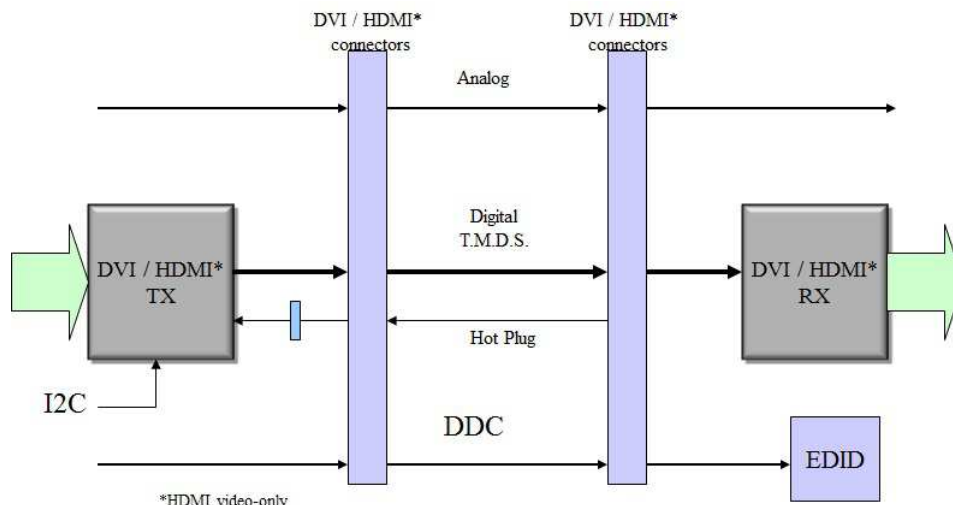 DVI / HDMI*
connectors
DVI / HDMI*
connectors
Analog
Digital
T.M.D.S.
DVI / HDMI*
TX
DVI / HDMI*
RX
Hot Plug
I2C
DDC
EDID
*HDMI video-only